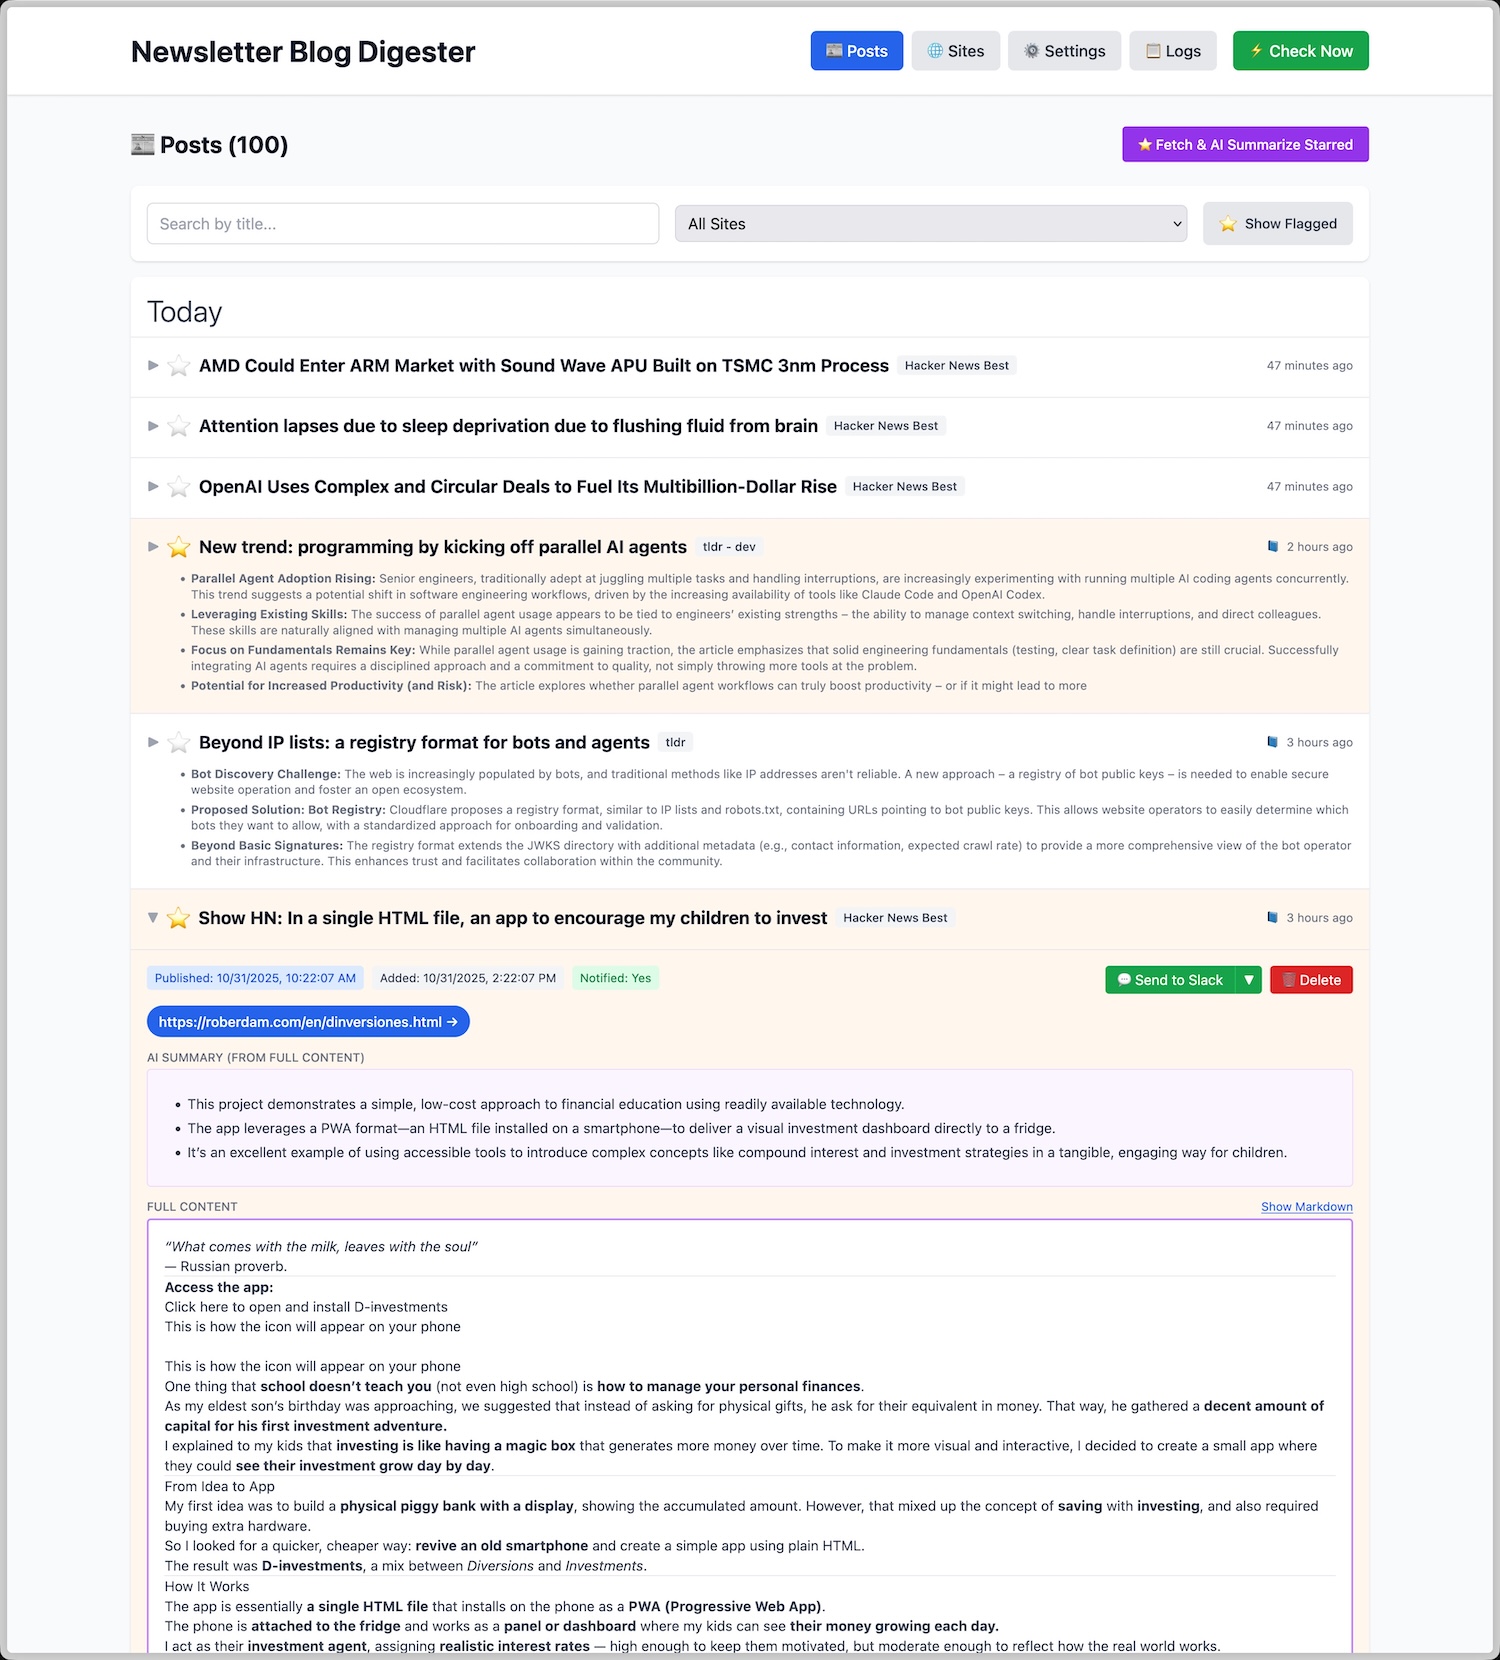 Newsletter Blog Digester
Posts
Sites
Settings
Logs
Check Now
Posts (100)
Fetch & AI Summarize Starred
Search by title...
All Sites
Show Flagged
Today
AMD Could Enter ARM Market with Sound Wave APU Built on TSMC 3nm Process Hacker News Best 47 minutes ago
Attention lapses due to sleep deprivation due to flushing fluid from brain Hacker News Best 47 minutes ago
OpenAI Uses Complex and Circular Deals to Fuel Its Multibillion-Dollar Rise Hacker News Best 47 minutes ago
New trend: programming by kicking off parallel AI agents tldr - dev 2 hours ago
• Parallel Agent Adoption Rising: Senior engineers, traditionally adept at juggling multiple tasks and handling interruptions, are increasingly experimenting with running multiple AI coding agents concurrently.
This trend suggests a potential shift in software engineering workflows, driven by the increasing availability of tools like Claude Code and OpenAI Codex.
• Leveraging Existing Skills: The success of parallel agent usage appears to be tied to engineers' existing strengths – the ability to manage context switching, handle interruptions, and direct colleagues.
These skills are naturally aligned with managing multiple AI agents simultaneously.
• Focus on Fundamentals Remains Key: While parallel agent usage is gaining traction, the article emphasizes that solid engineering fundamentals (testing, clear task definition) are still crucial. Successfully
integrating AI agents requires a disciplined approach and a commitment to quality, not simply throwing more tools at the problem.
• Potential for Increased Productivity (and Risk): The article explores whether parallel agent workflows can truly boost productivity – or if it might lead to more
Beyond IP lists: a registry format for bots and agents tldr 3 hours ago
• Bot Discovery Challenge: The web is increasingly populated by bots, and traditional methods like IP addresses aren't reliable. A new approach – a registry of bot public keys – is needed to enable secure
website operation and foster an open ecosystem.
• Proposed Solution: Bot Registry: Cloudflare proposes a registry format, similar to IP lists and robots.txt, containing URLs pointing to bot public keys. This allows website operators to easily determine which
bots they want to allow, with a standardized approach for onboarding and validation.
• Beyond Basic Signatures: The registry format extends the JWKS directory with additional metadata (e.g., contact information, expected crawl rate) to provide a more comprehensive view of the bot operator
and their infrastructure. This enhances trust and facilitates collaboration within the community.
Show HN: In a single HTML file, an app to encourage my children to invest Hacker News Best 3 hours ago
Published: 10/31/2025, 10:22:07 AM Added: 10/31/2025, 2:22:07 PM Notified: Yes
Send to Slack ▼ Delete
https://roberdam.com/en/dinversiones.html →
AI SUMMARY (FROM FULL CONTENT)
• This project demonstrates a simple, low-cost approach to financial education using readily available technology.
• The app leverages a PWA format—an HTML file installed on a smartphone—to deliver a visual investment dashboard directly to a fridge.
• It's an excellent example of using accessible tools to introduce complex concepts like compound interest and investment strategies in a tangible, engaging way for children.
FULL CONTENT
Show Markdown
“What comes with the milk, leaves with the soul”
— Russian proverb.
Access the app:
Click here to open and install D-investments
This is how the icon will appear on your phone
This is how the icon will appear on your phone
One thing that school doesn’t teach you (not even high school) is how to manage your personal finances.
As my eldest son’s birthday was approaching, we suggested that instead of asking for physical gifts, he ask for their equivalent in money. That way, he gathered a decent amount of
capital for his first investment adventure.
I explained to my kids that investing is like having a magic box that generates more money over time. To make it more visual and interactive, I decided to create a small app where
they could see their investment grow day by day.
From Idea to App
My first idea was to build a physical piggy bank with a display, showing the accumulated amount. However, that mixed up the concept of saving with investing, and also required
buying extra hardware.
So I looked for a quicker, cheaper way: revive an old smartphone and create a simple app using plain HTML.
The result was D-investments, a mix between Diversions and Investments.
How It Works
The app is essentially a single HTML file that installs on the phone as a PWA (Progressive Web App).
The phone is attached to the fridge and works as a panel or dashboard where my kids can see their money growing each day.
I act as their investment agent, assigning realistic interest rates — high enough to keep them motivated, but moderate enough to reflect how the real world works.